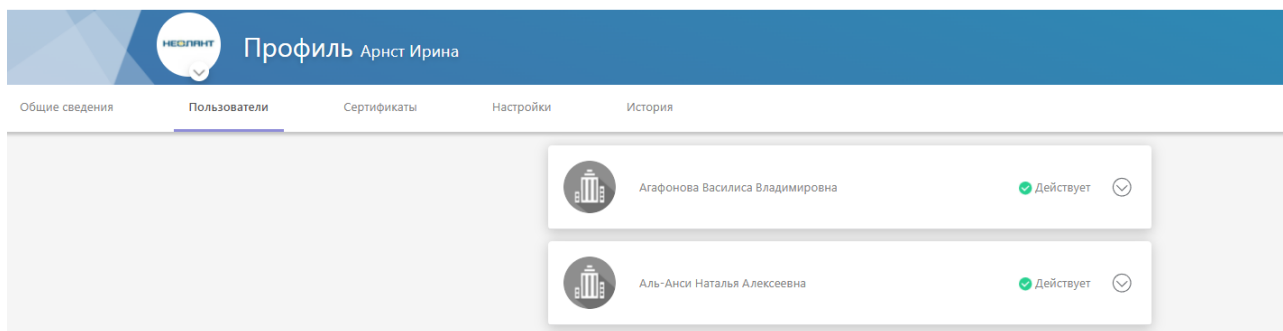 НЕОЛАНТ
Профиль Арнст Ирина
Общие сведения Пользователи Сертификаты Настройки История
Агафонова Василиса Владимировна Действует
Аль-Анси Наталья Алексеевна Действует